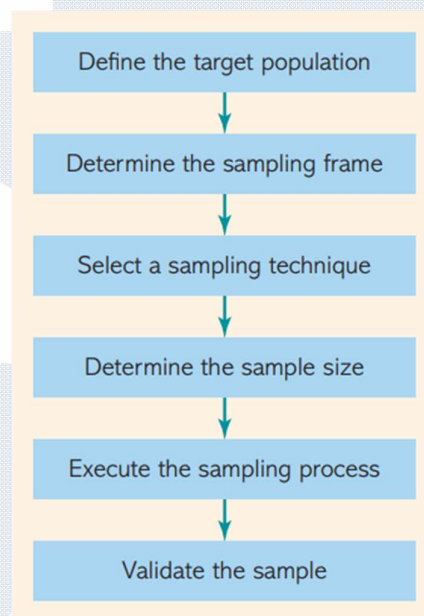 Define the target population
Determine the sampling frame
Select a sampling technique
Determine the sample size
Execute the sampling process
Validate the sample